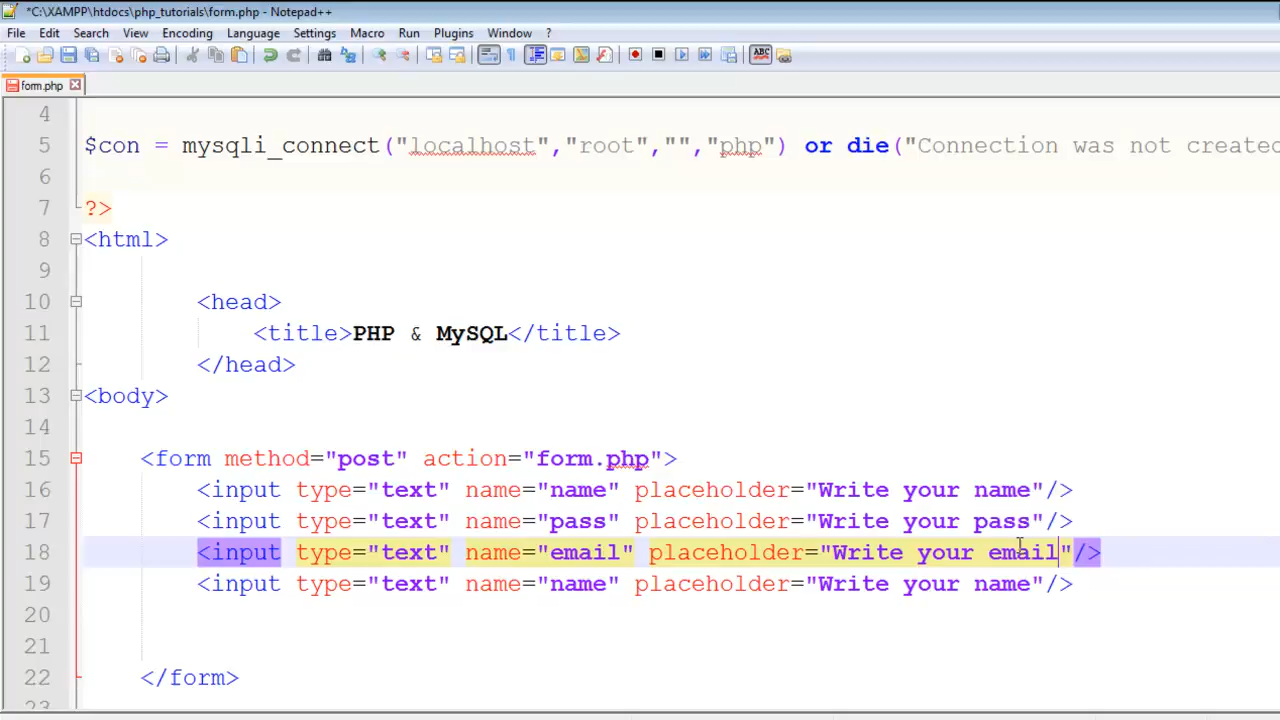 *C:\XAMPP\htdocs\php_tutorials\form.php - Notepad++
File Edit Search View Encoding Language Settings Macro Run Plugins Window ?
ABC
form.php
4
5 $con = mysqli_connect("localhost","root","","php") or die("Connection was not created
6
7 ?>
8 <html>
9
10 <head>
11 <title>PHP & MySQL</title>
12 </head>
13 <body>
14
15 <form method="post" action="form.php">
16 <input type="text" name="name" placeholder="Write your name"/>
17 <input type="text" name="pass" placeholder="Write your pass"/>
18 <input type="text" name="email" placeholder="Write your email"/>
19 <input type="text" name="name" placeholder="Write your name"/>
20
21
22 </form>
23